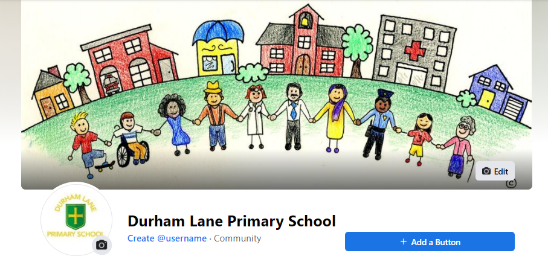 Edit
©
DURHAM LANE
PRIMARY SCHOOL
Durham Lane Primary School
Create @username · Community
+ Add a Button